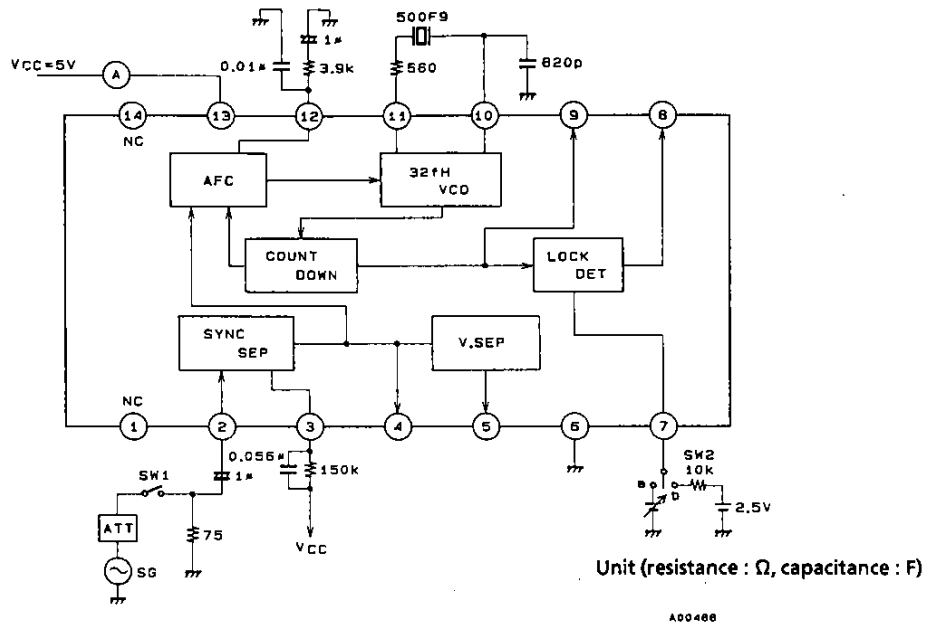 500F9
1μ
VCC=5V
A
0.01μ
3.9k
560
820p
14
13
12
11
10
9
8
NC
AFC
32fH
VCO
COUNT
DOWN
LOCK
DET
SYNC
SEP
V.SEP
NC
1
2
3
4
5
6
7
0.056μ
SW1
1μ
150k
SW2
10k
B
D
2.5V
ATT
75
VCC
SG
Unit (resistance : Ω, capacitance : F)
A00466